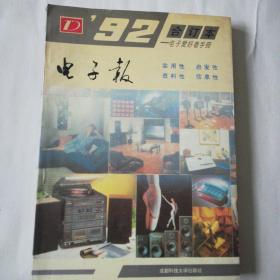 '92 合订本
——电子爱好者手册
电子报
实用性 启发性
资料性 信息性
成都科技大学出版社